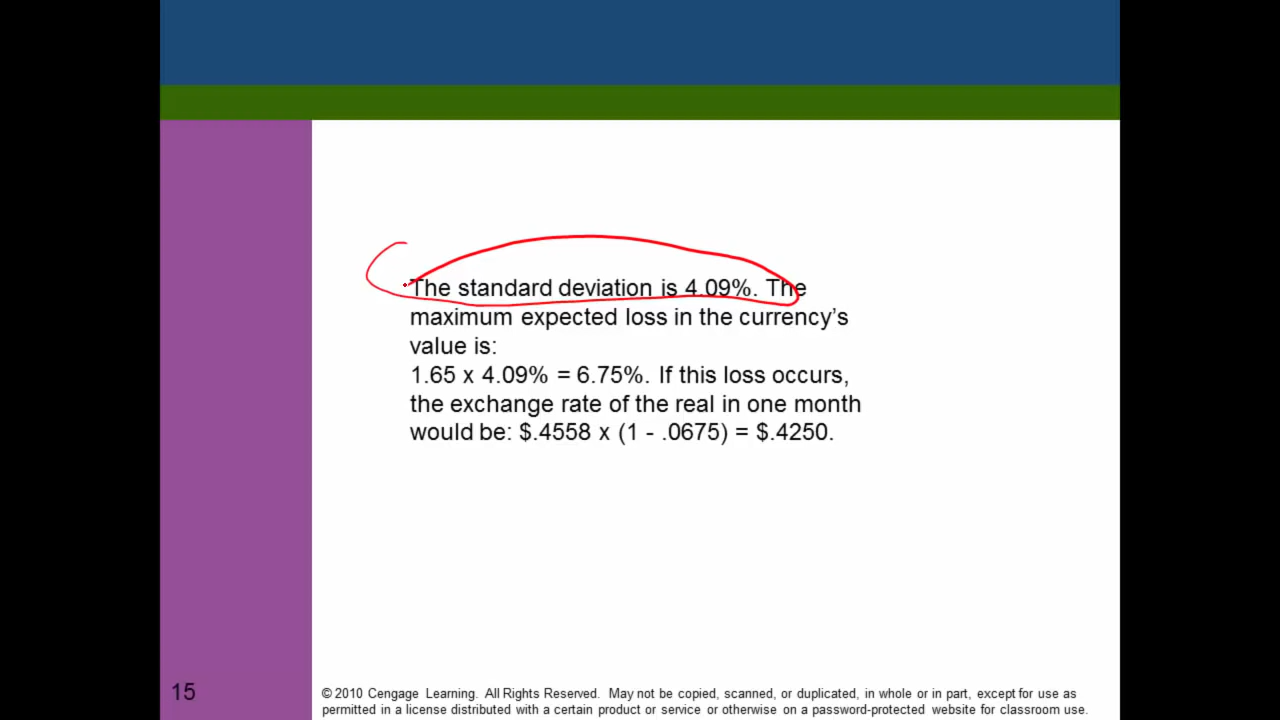 The standard deviation is 4.09%. The
maximum expected loss in the currency’s
value is:
1.65 x 4.09% = 6.75%. If this loss occurs,
the exchange rate of the real in one month
would be: $.4558 x (1 - .0675) = $.4250.
15
© 2010 Cengage Learning. All Rights Reserved. May not be copied, scanned, or duplicated, in whole or in part, except for use as
permitted in a license distributed with a certain product or service or otherwise on a password-protected website for classroom use.